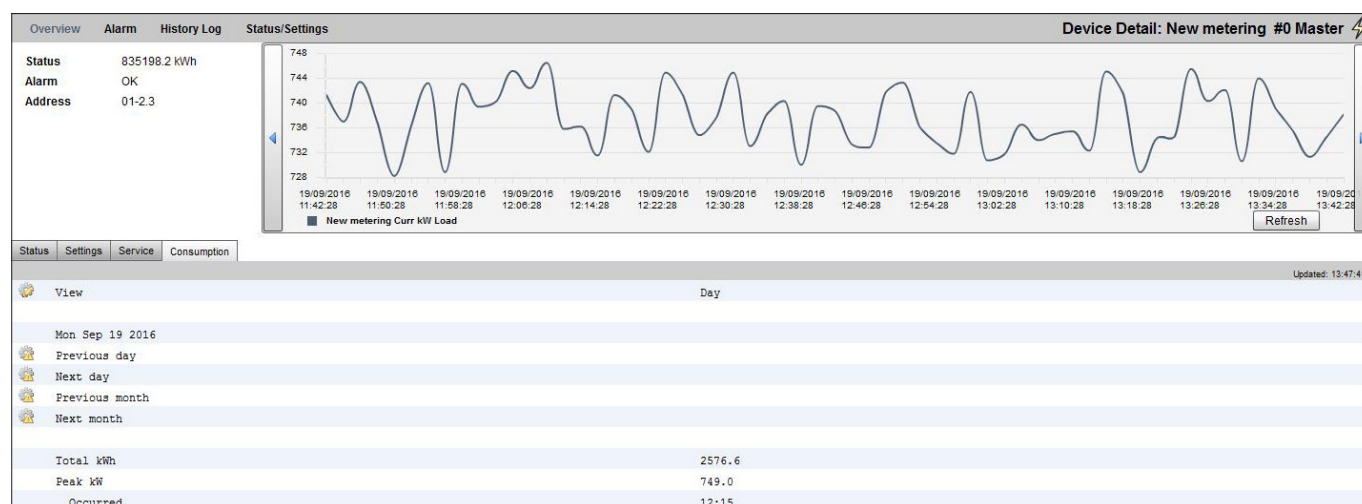 Overview Alarm History Log Status/Settings Device Detail: New metering #0 Master
Status 835198.2 kWh
Alarm OK
Address 01-2.3
748
744
740
736
732
728
19/09/2016 19/09/2016 19/09/2016 19/09/2016 19/09/2016 19/09/2016 19/09/2016 19/09/2016 19/09/2016 19/09/2016 19/09/2016 19/09/2016 19/09/2016 19/09/2016 19/09/2016 19/09/20
11:42:28 11:50:28 11:58:28 12:06:28 12:14:28 12:22:28 12:30:28 12:38:28 12:46:28 12:54:28 13:02:28 13:10:28 13:18:28 13:26:28 13:34:28 13:42:28
New metering Curr kW Load
Refresh
Status Settings Service Consumption
Updated: 13:47:4
View Day
Mon Sep 19 2016
Previous day
Next day
Previous month
Next month
Total kWh 2576.6
Peak kW 749.0
Occurred 12:15